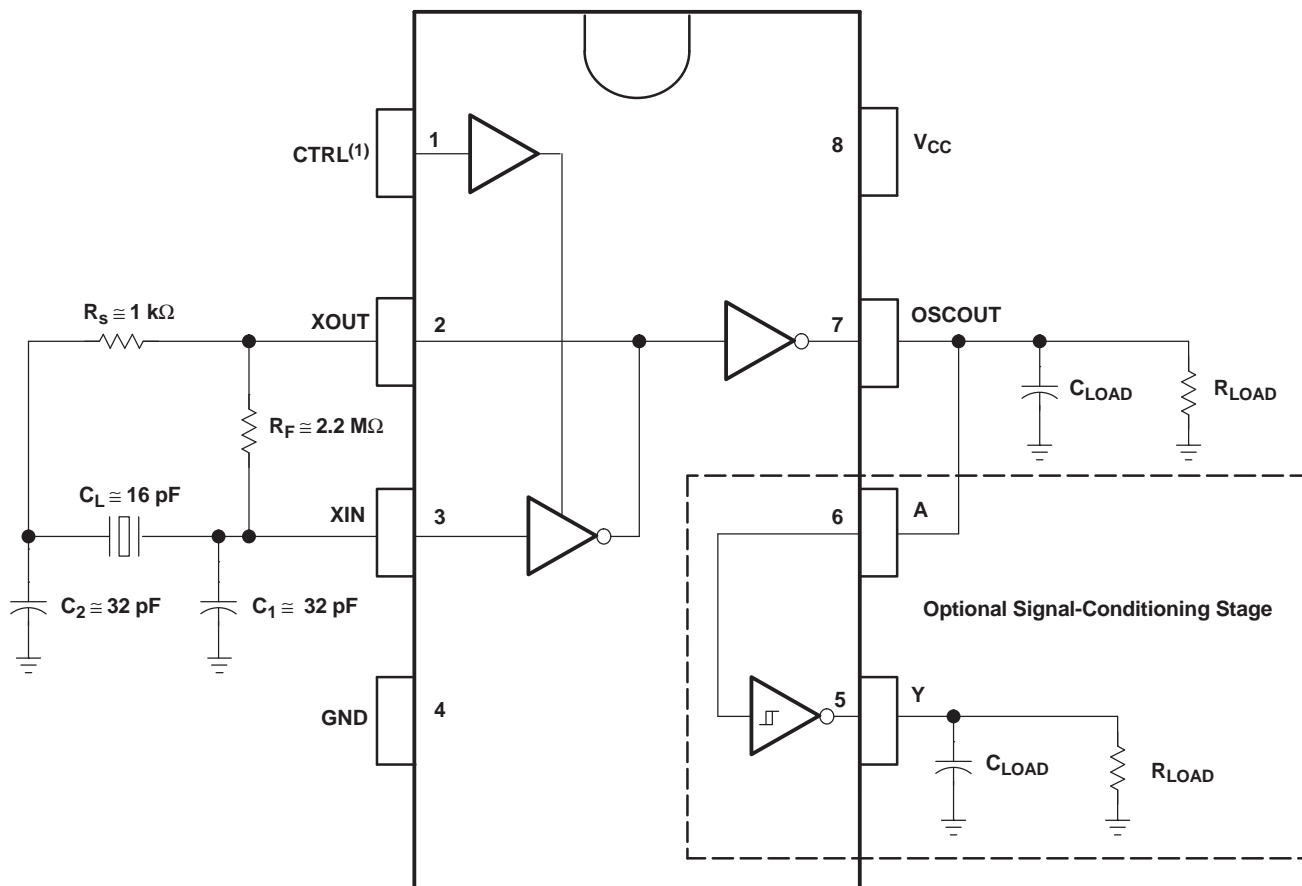 CTRL(1)
1
8
VCC
Rs ≅ 1 kΩ
XOUT
2
7
OSCOUT
CLOAD
RLOAD
RF ≅ 2.2 MΩ
CL ≅ 16 pF
XIN
3
6
A
C2 ≅ 32 pF
C1 ≅ 32 pF
Optional Signal-Conditioning Stage
GND
4
5
Y
CLOAD
RLOAD